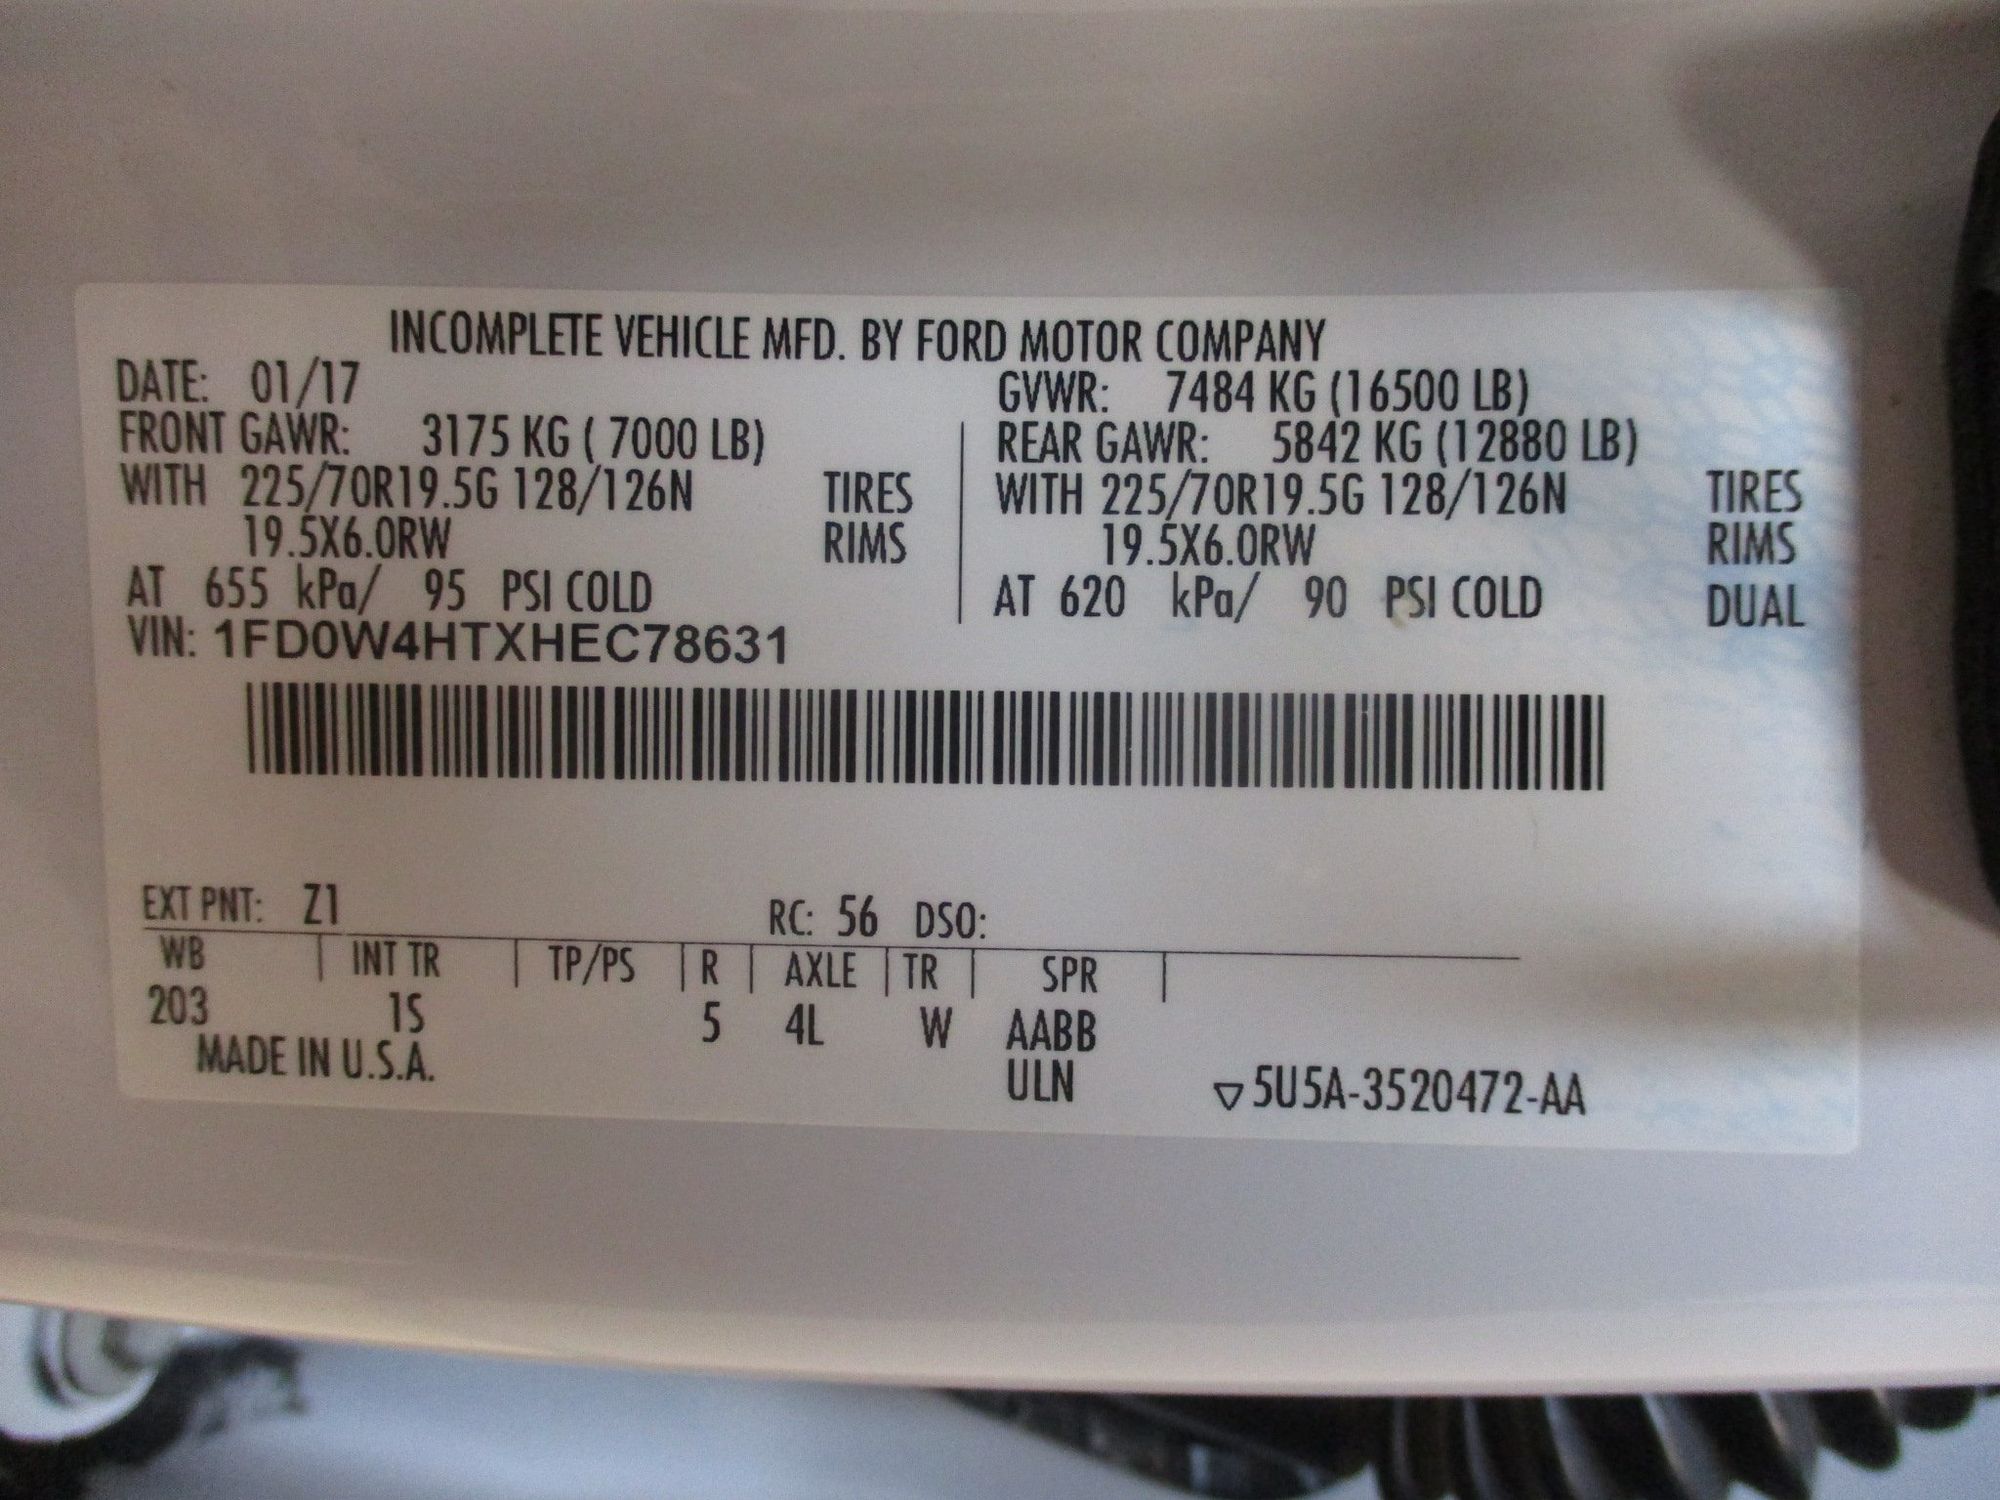 INCOMPLETE VEHICLE MFD. BY FORD MOTOR COMPANY
DATE: 01/17 GVWR: 7484 KG (16500 LB)
FRONT GAWR: 3175 KG ( 7000 LB) REAR GAWR: 5842 KG (12880 LB)
WITH 225/70R19.5G 128/126N TIRES WITH 225/70R19.5G 128/126N TIRES
19.5X6.0RW RIMS 19.5X6.0RW RIMS
AT 655 kPa/ 95 PSI COLD AT 620 kPa/ 90 PSI COLD DUAL
VIN: 1FD0W4HTXHEC78631
EXT PNT: Z1 RC: 56 DSO:
WB | INT TR | TP/PS | R | AXLE | TR | SPR |
203 1S 5 4L W AABB
MADE IN U.S.A. ULN ▽5U5A-3520472-AA